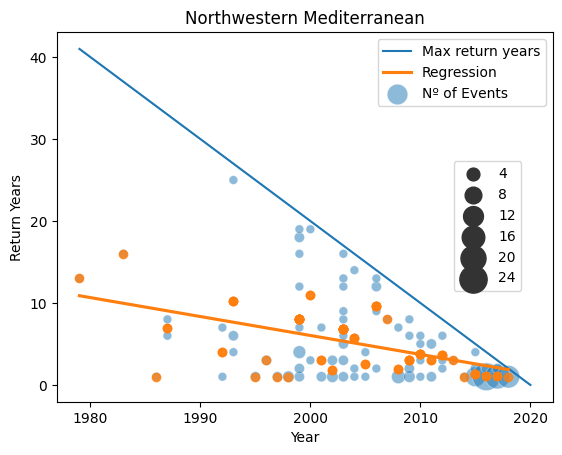 Northwestern Mediterranean
Max return years
Regression
Nº of Events
4
8
12
16
20
24
40
30
20
10
0
Return Years
1980
1990
2000
2010
2020
Year